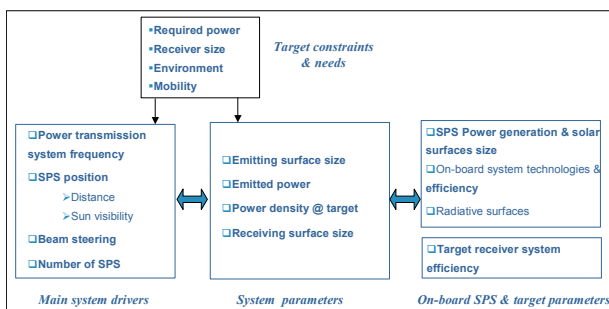 ▪Required power
▪Receiver size
▪Environment
▪Mobility
Target constraints
& needs
❑Power transmission
system frequency
❑SPS position
➢Distance
➢Sun visibility
❑Beam steering
❑Number of SPS
❑Emitting surface size
❑Emitted power
❑Power density @ target
❑Receiving surface size
❑SPS Power generation & solar
surfaces size
❑On-board system technologies &
efficiency
❑Radiative surfaces
❑Target receiver system
efficiency
Main system drivers
System parameters
On-board SPS & target parameters